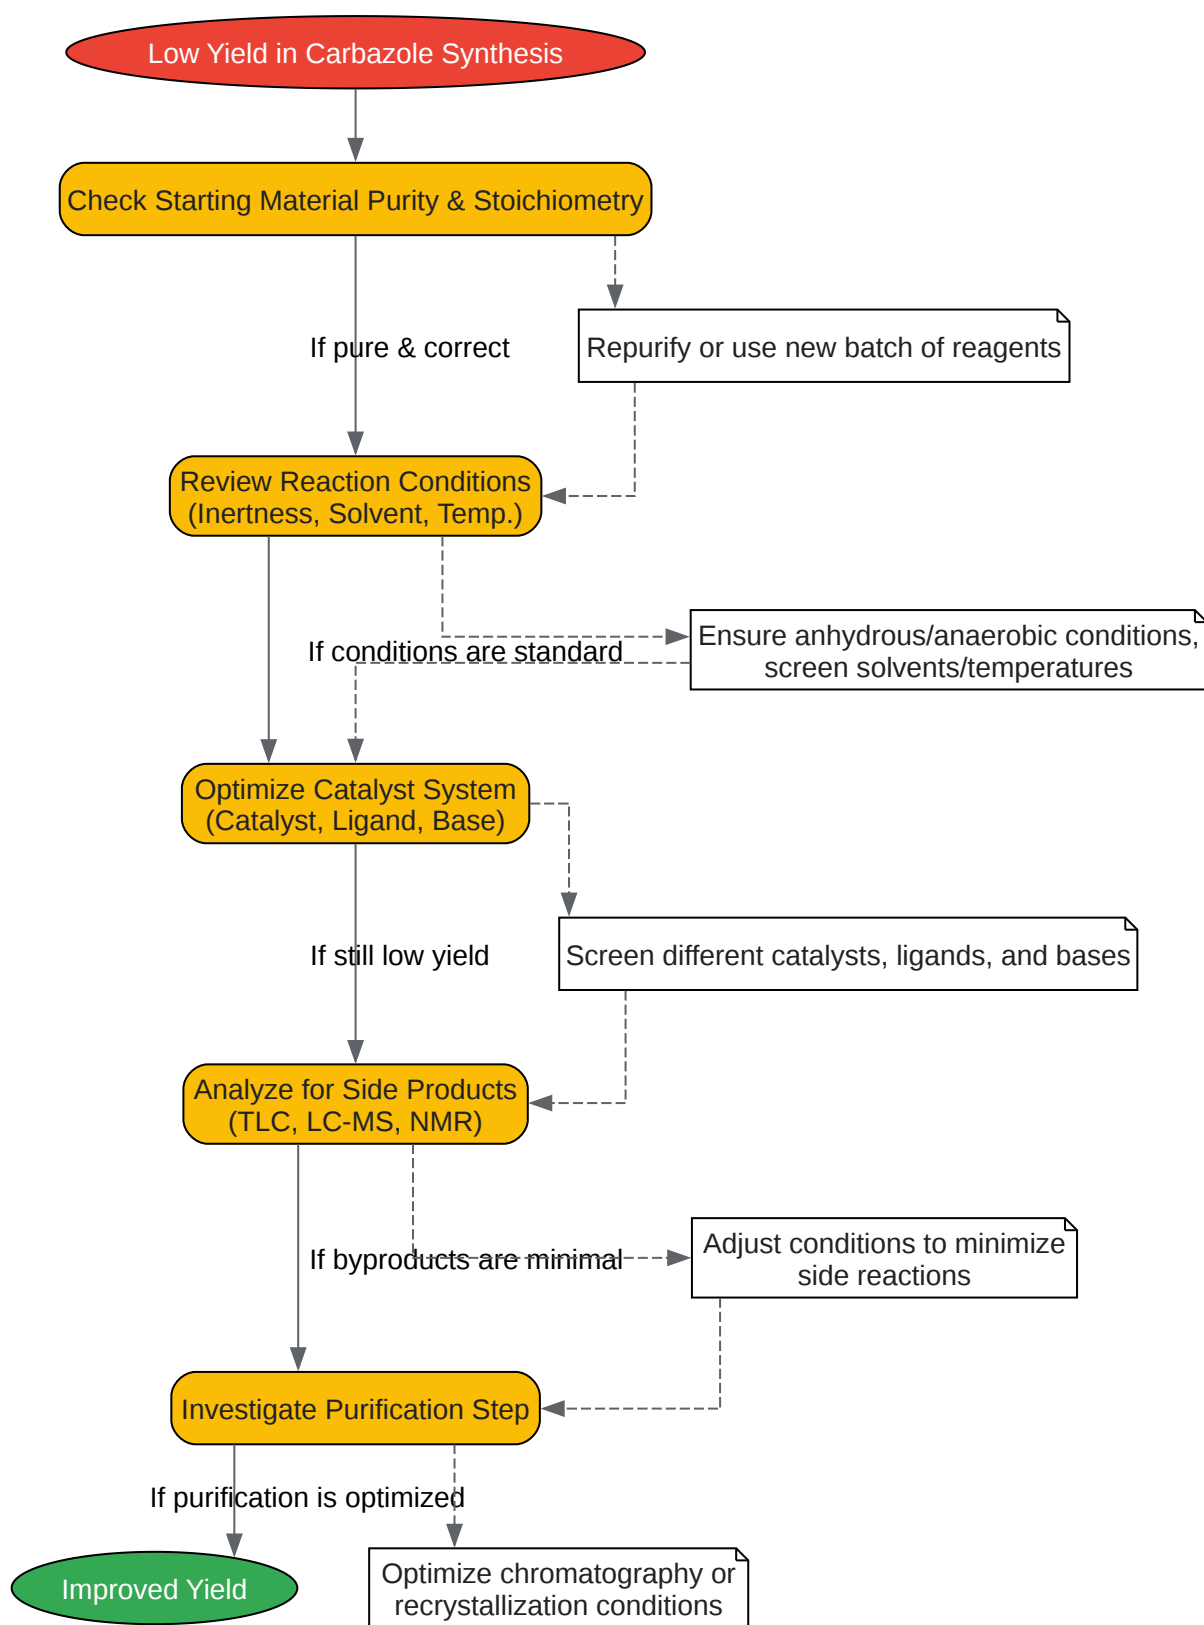 Low Yield in Carbazole Synthesis
Check Starting Material Purity & Stoichiometry
If pure & correct
Repurify or use new batch of reagents
Review Reaction Conditions
(Inertness, Solvent, Temp.)
If conditions are standard
Ensure anhydrous/anaerobic conditions,
screen solvents/temperatures
Optimize Catalyst System
(Catalyst, Ligand, Base)
If still low yield
Screen different catalysts, ligands, and bases
Analyze for Side Products
(TLC, LC-MS, NMR)
If byproducts are minimal
Adjust conditions to minimize
side reactions
Investigate Purification Step
If purification is optimized
Improved Yield
Optimize chromatography or
recrystallization conditions